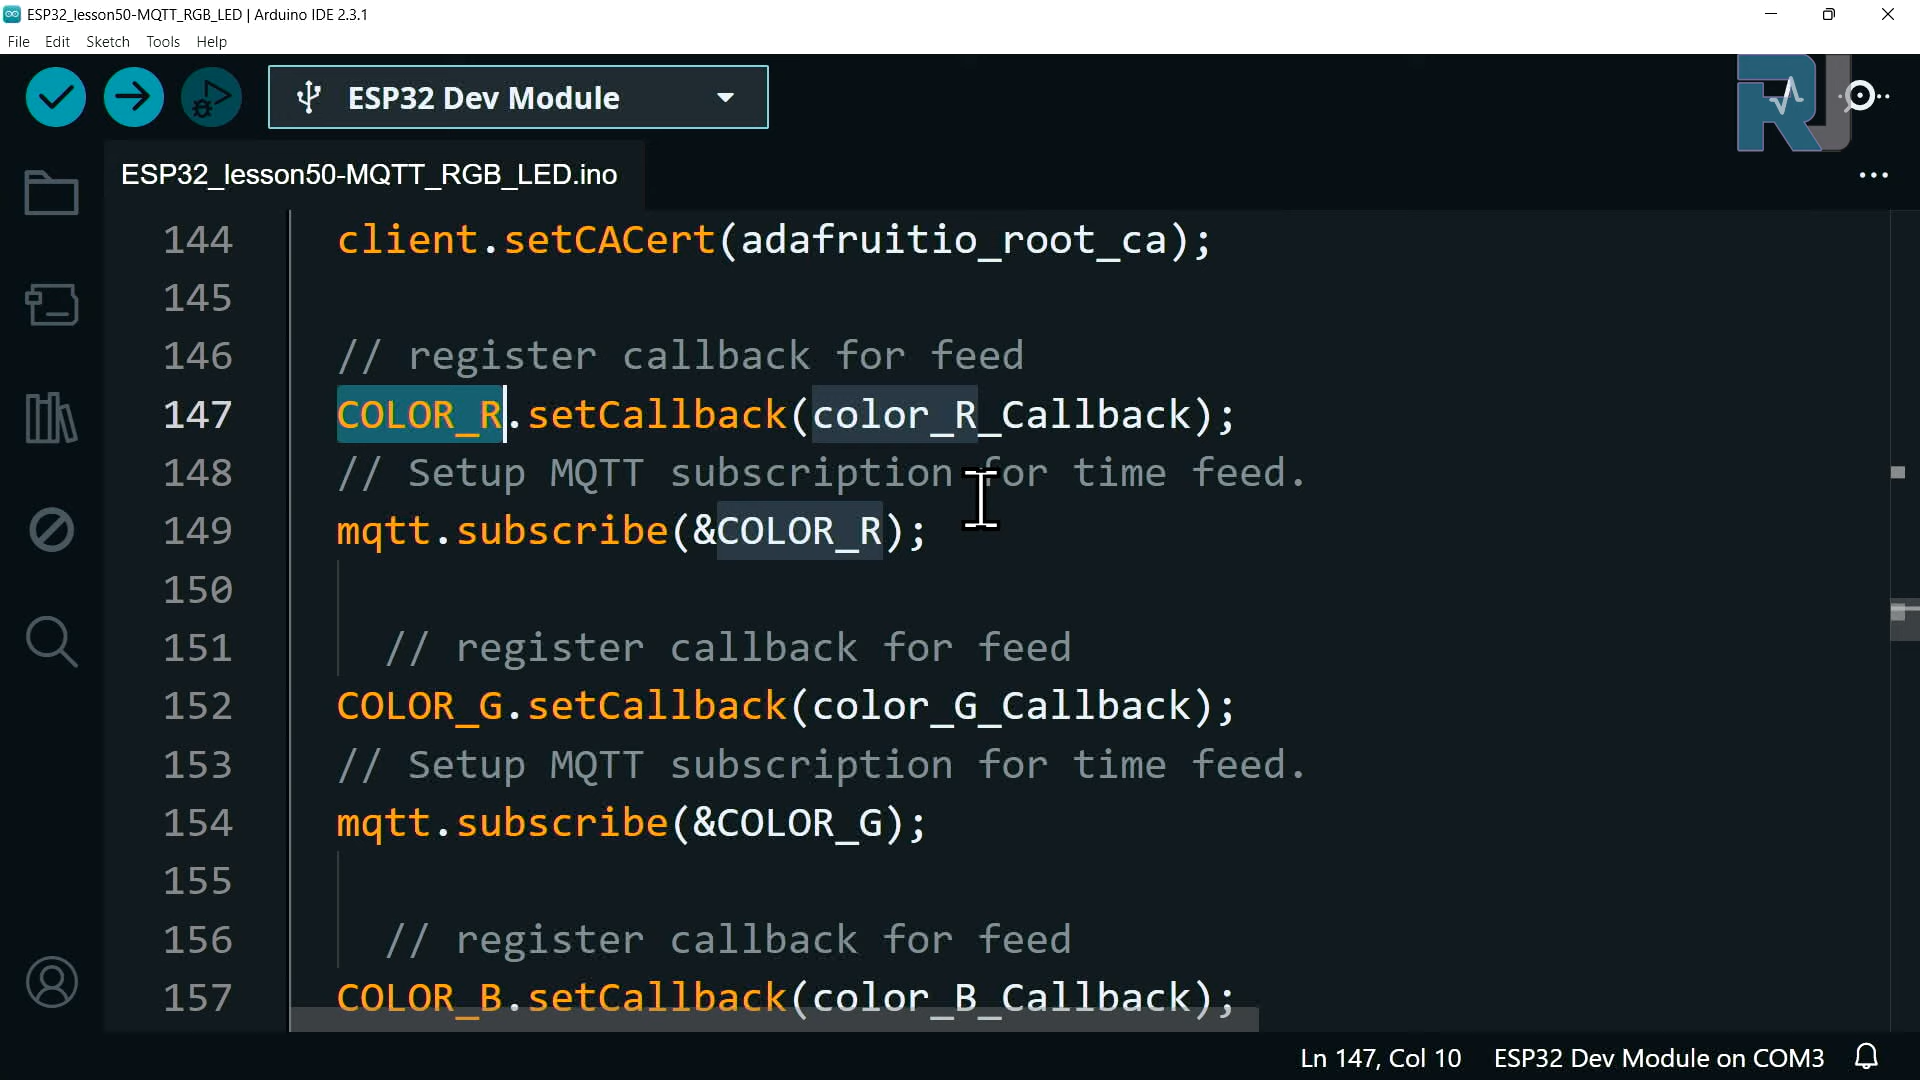 ESP32_lesson50-MQTT_RGB_LED | Arduino IDE 2.3.1
File Edit Sketch Tools Help
ESP32 Dev Module
RJ
ESP32_lesson50-MQTT_RGB_LED.ino
144 client.setCACert(adafruitio_root_ca);
145
146 // register callback for feed
147 COLOR_R.setCallback(color_R_Callback);
148 // Setup MQTT subscription for time feed.
149 mqtt.subscribe(&COLOR_R);
150
151 // register callback for feed
152 COLOR_G.setCallback(color_G_Callback);
153 // Setup MQTT subscription for time feed.
154 mqtt.subscribe(&COLOR_G);
155
156 // register callback for feed
157 COLOR_B.setCallback(color_B_Callback);
Ln 147, Col 10 ESP32 Dev Module on COM3